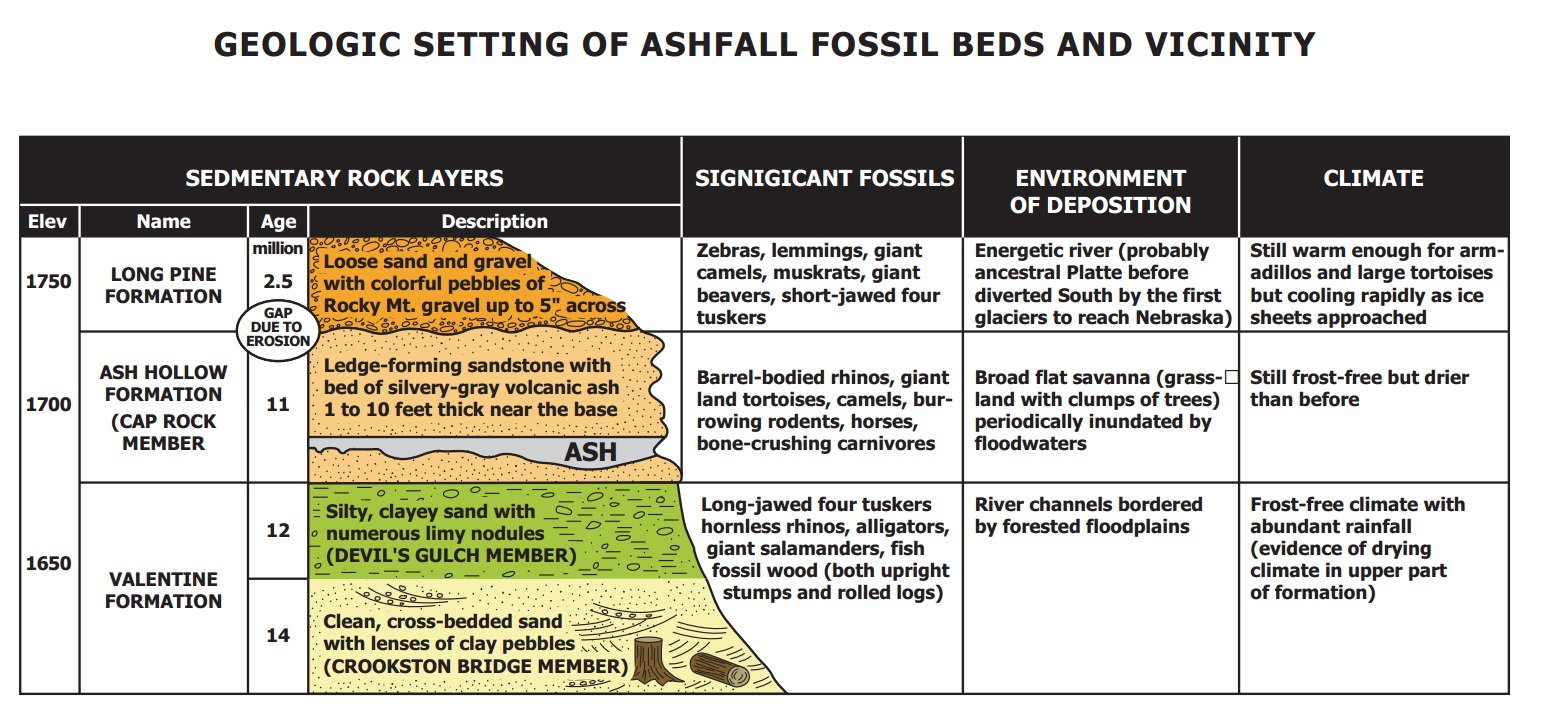 GEOLOGIC SETTING OF ASHFALL FOSSIL BEDS AND VICINITY
SEDMENTARY ROCK LAYERS
SIGNIGICANT FOSSILS
ENVIRONMENT
OF DEPOSITION
CLIMATE
Elev
Name
Age
Description
1750
LONG PINE
FORMATION
million
2.5
Loose sand and gravel
with colorful pebbles of
Rocky Mt. gravel up to 5" across
Zebras, lemmings, giant
camels, muskrats, giant
beavers, short-jawed four
tuskers
Energetic river (probably
ancestral Platte before
diverted South by the first
glaciers to reach Nebraska)
Still warm enough for arm-
adillos and large tortoises
but cooling rapidly as ice
sheets approached
GAP
DUE TO
EROSION
1700
ASH HOLLOW
FORMATION
(CAP ROCK
MEMBER
11
Ledge-forming sandstone with
bed of silvery-gray volcanic ash
1 to 10 feet thick near the base
ASH
Barrel-bodied rhinos, giant
land tortoises, camels, bur-
rowing rodents, horses,
bone-crushing carnivores
Broad flat savanna (grass-□
land with clumps of trees)
periodically inundated by
floodwaters
Still frost-free but drier
than before
1650
VALENTINE
FORMATION
12
Silty, clayey sand with
numerous limy nodules
(DEVIL'S GULCH MEMBER)
14
Clean, cross-bedded sand
with lenses of clay pebbles
(CROOKSTON BRIDGE MEMBER)
Long-jawed four tuskers
hornless rhinos, alligators,
giant salamanders, fish
fossil wood (both upright
stumps and rolled logs)
River channels bordered
by forested floodplains
Frost-free climate with
abundant rainfall
(evidence of drying
climate in upper part
of formation)